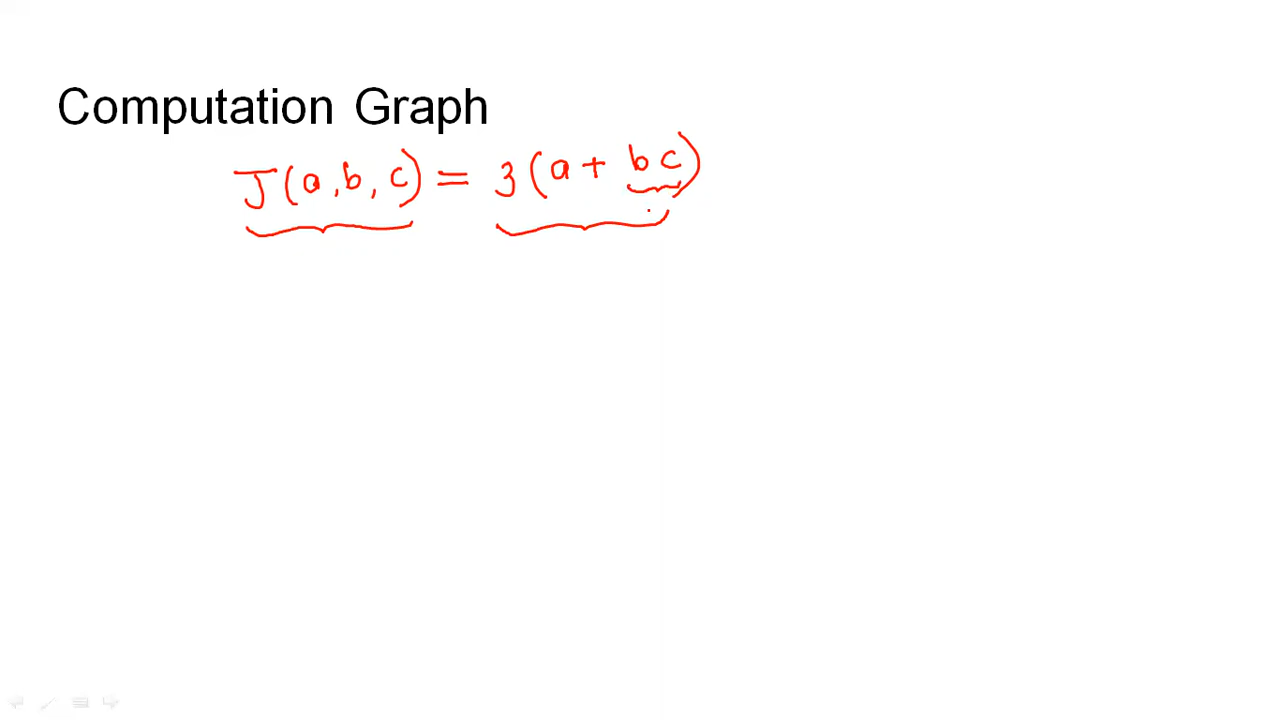 Computation Graph
J(a,b,c) = 3(a+bc)